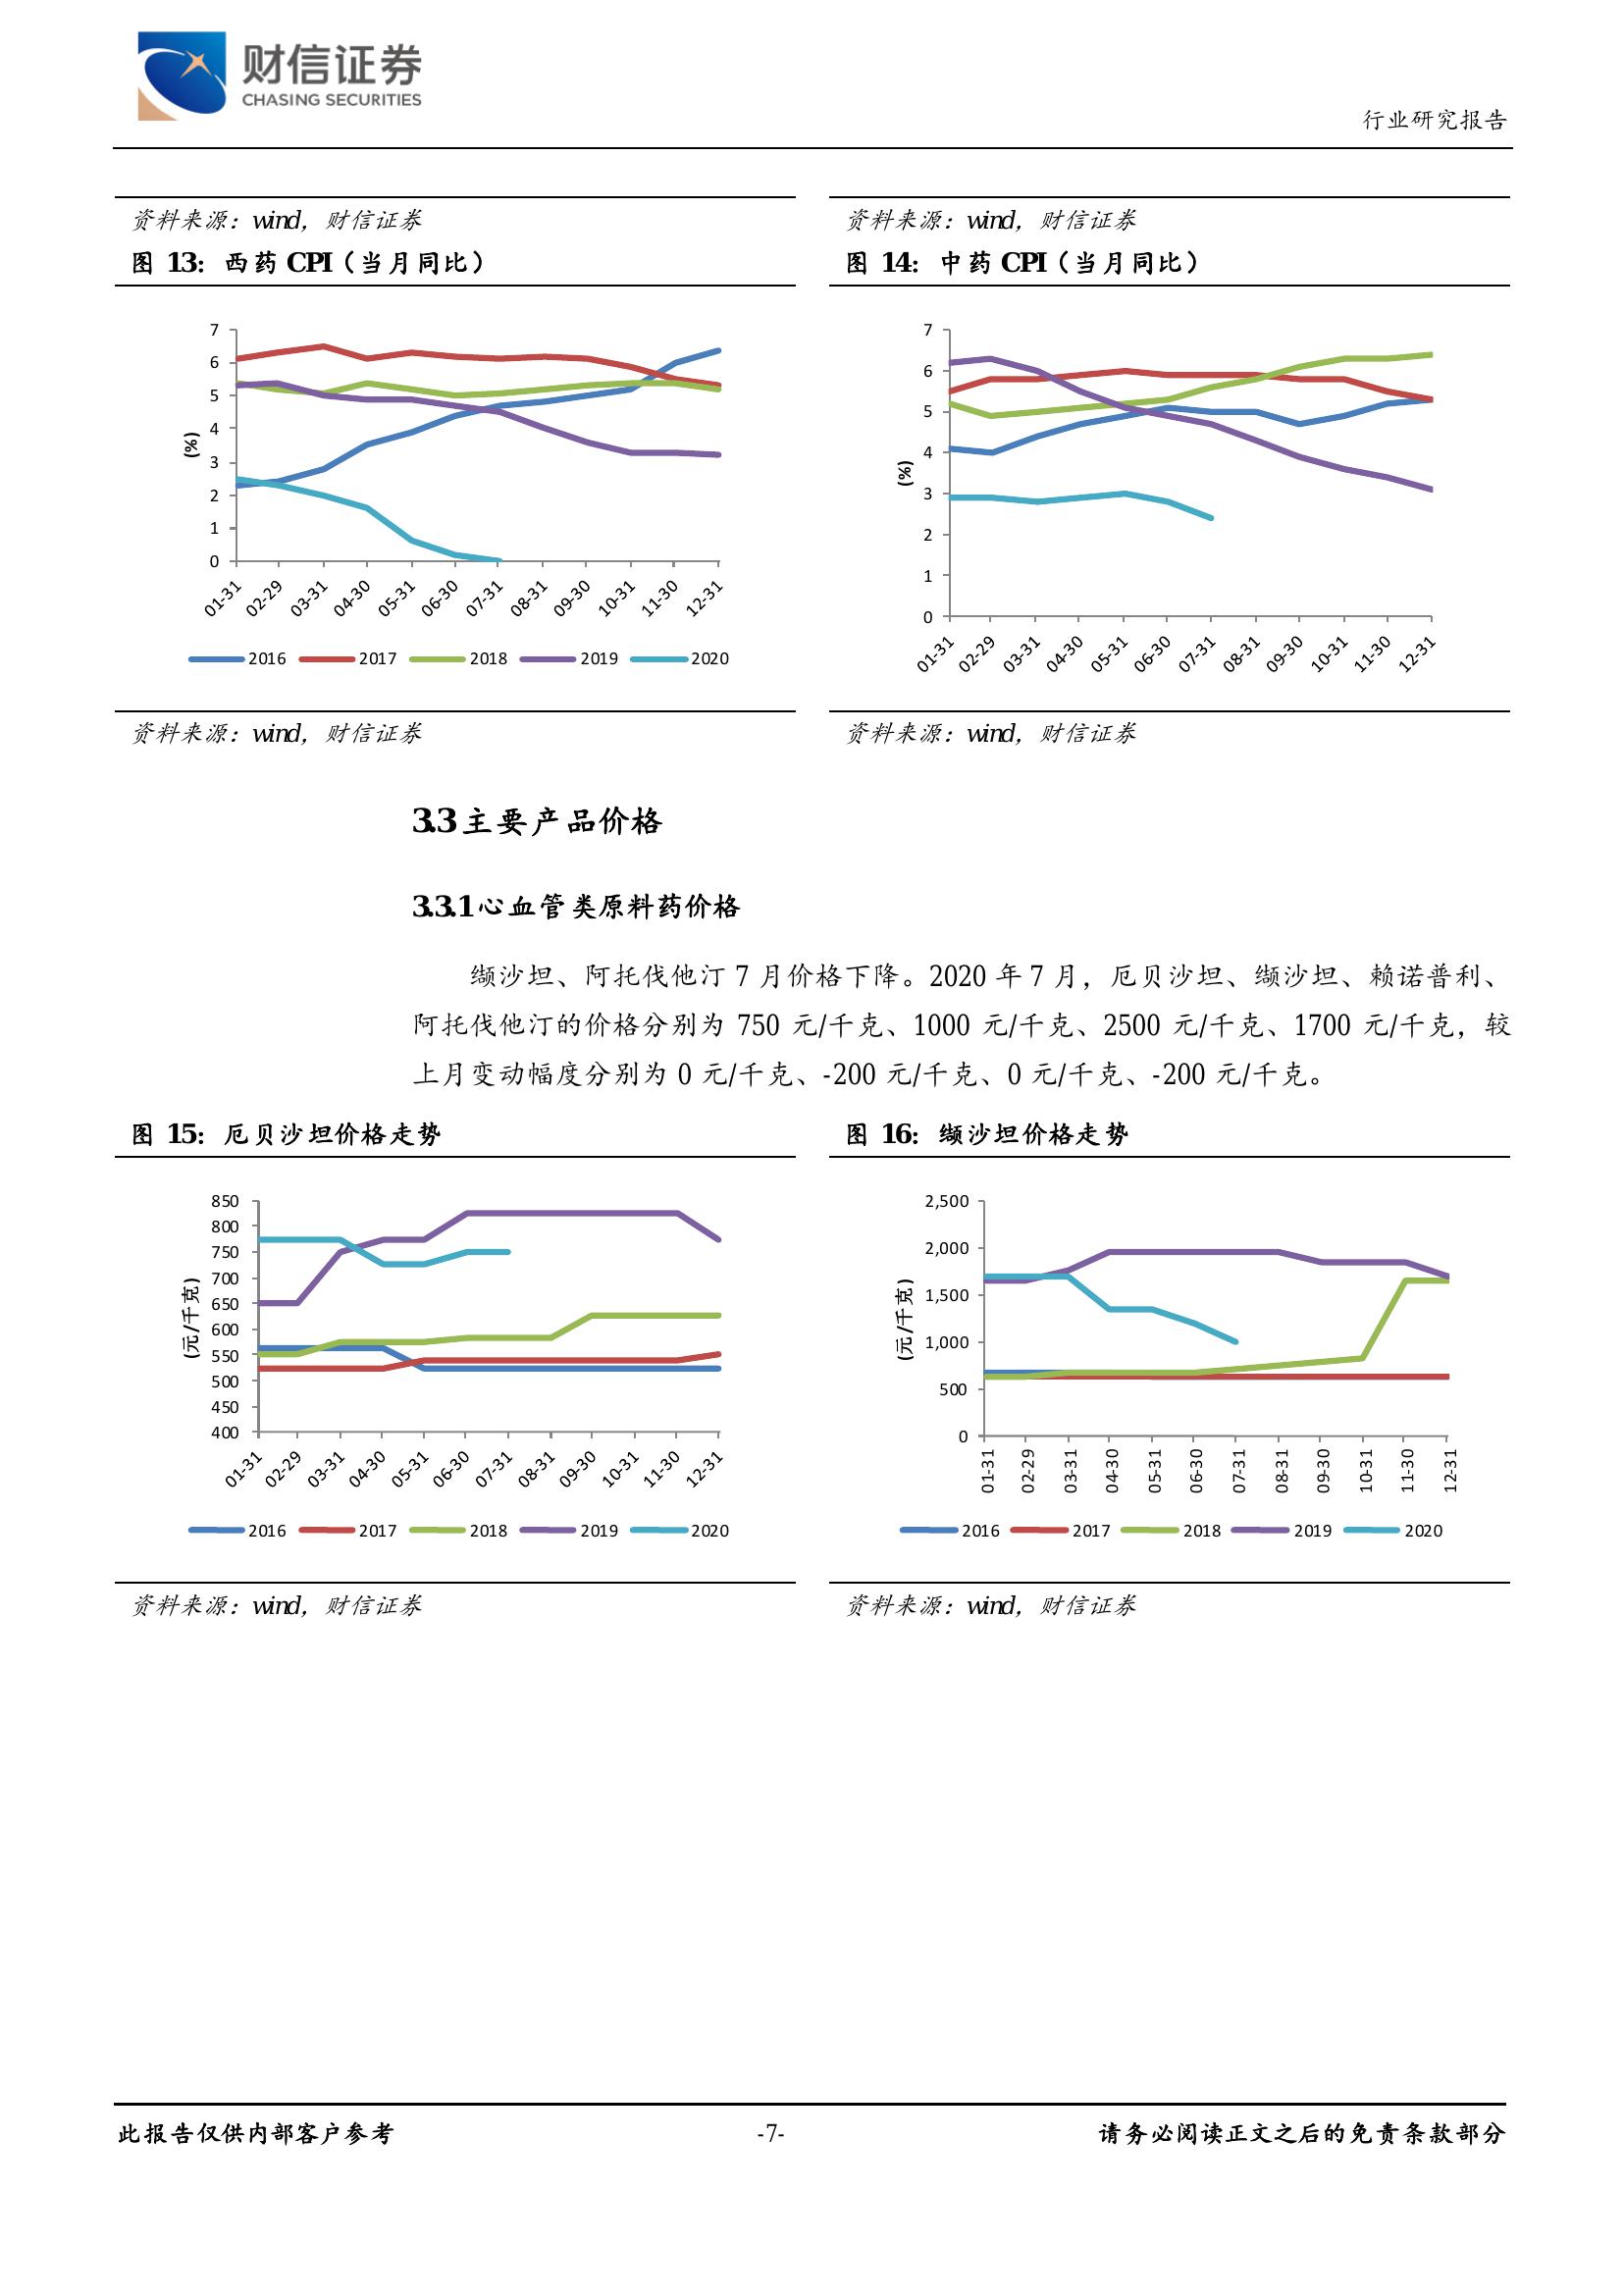 财信证券
CHASING SECURITIES
行业研究报告
资料来源：wind，财信证券
资料来源：wind，财信证券
图 13：西药 CPI（当月同比）
图 14：中药 CPI（当月同比）
7
6
5
4
3
2
1
0
(%)
01-31 02-29 03-31 04-30 05-31 06-30 07-31 08-31 09-30 10-31 11-30 12-31
2016 2017 2018 2019 2020
7
6
5
4
3
2
1
0
(%)
01-31 02-29 03-31 04-30 05-31 06-30 07-31 08-31 09-30 10-31 11-30 12-31
资料来源：wind，财信证券
资料来源：wind，财信证券
3.3 主要产品价格
3.3.1 心血管类原料药价格
缬沙坦、阿托伐他汀 7 月价格下降。2020 年 7 月，厄贝沙坦、缬沙坦、赖诺普利、
阿托伐他汀的价格分别为 750 元/千克、1000 元/千克、2500 元/千克、1700 元/千克，较
上月变动幅度分别为 0 元/千克、-200 元/千克、0 元/千克、-200 元/千克。
图 15：厄贝沙坦价格走势
图 16：缬沙坦价格走势
850
800
750
700
650
600
550
500
450
400
(元/千克)
01-31 02-29 03-31 04-30 05-31 06-30 07-31 08-31 09-30 10-31 11-30 12-31
2016 2017 2018 2019 2020
2,500
2,000
1,500
1,000
500
0
(元/千克)
01-31 02-29 03-31 04-30 05-31 06-30 07-31 08-31 09-30 10-31 11-30 12-31
2016 2017 2018 2019 2020
资料来源：wind，财信证券
资料来源：wind，财信证券
此报告仅供内部客户参考
-7-
请务必阅读正文之后的免责条款部分